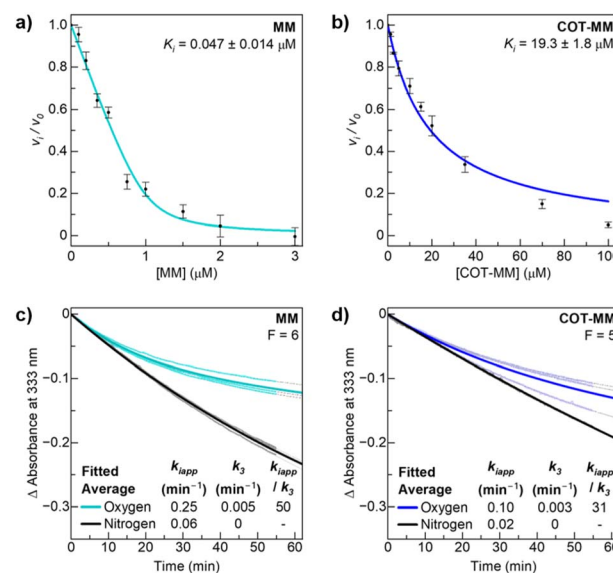 a)
MM
Ki = 0.047 ± 0.014 μM
1.0
0.8
0.6
0.4
0.2
0
vi / v0
0 1 2 3
[MM] (μM)
b)
COT-MM
Ki = 19.3 ± 1.8 μM
1.0
0.8
0.6
0.4
0.2
0
vi / v0
0 20 40 60 80 100
[COT-MM] (μM)
c)
MM
F = 6
0
−0.1
−0.2
−0.3
Δ Absorbance at 333 nm
Fitted Average kiapp (min−1) k3 (min−1) kiapp / k3
Oxygen 0.25 0.005 50
Nitrogen 0.06 0 -
0 10 20 30 40 50 60
Time (min)
d)
COT-MM
F = 5
0
−0.1
−0.2
−0.3
Δ Absorbance at 333 nm
Fitted Average kiapp (min−1) k3 (min−1) kiapp / k3
Oxygen 0.10 0.003 31
Nitrogen 0.02 0 -
0 10 20 30 40 50 60
Time (min)